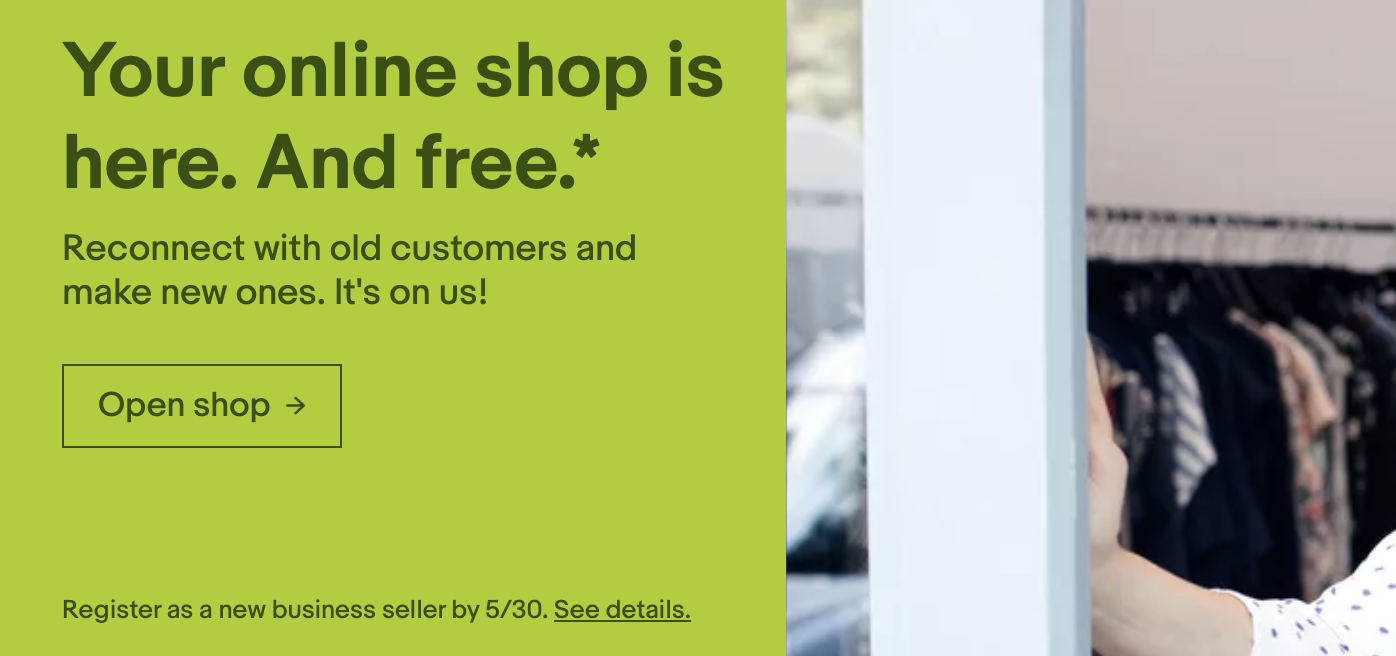 Your online shop is
here. And free.*
Reconnect with old customers and
make new ones. It's on us!
Open shop →
Register as a new business seller by 5/30. See details.